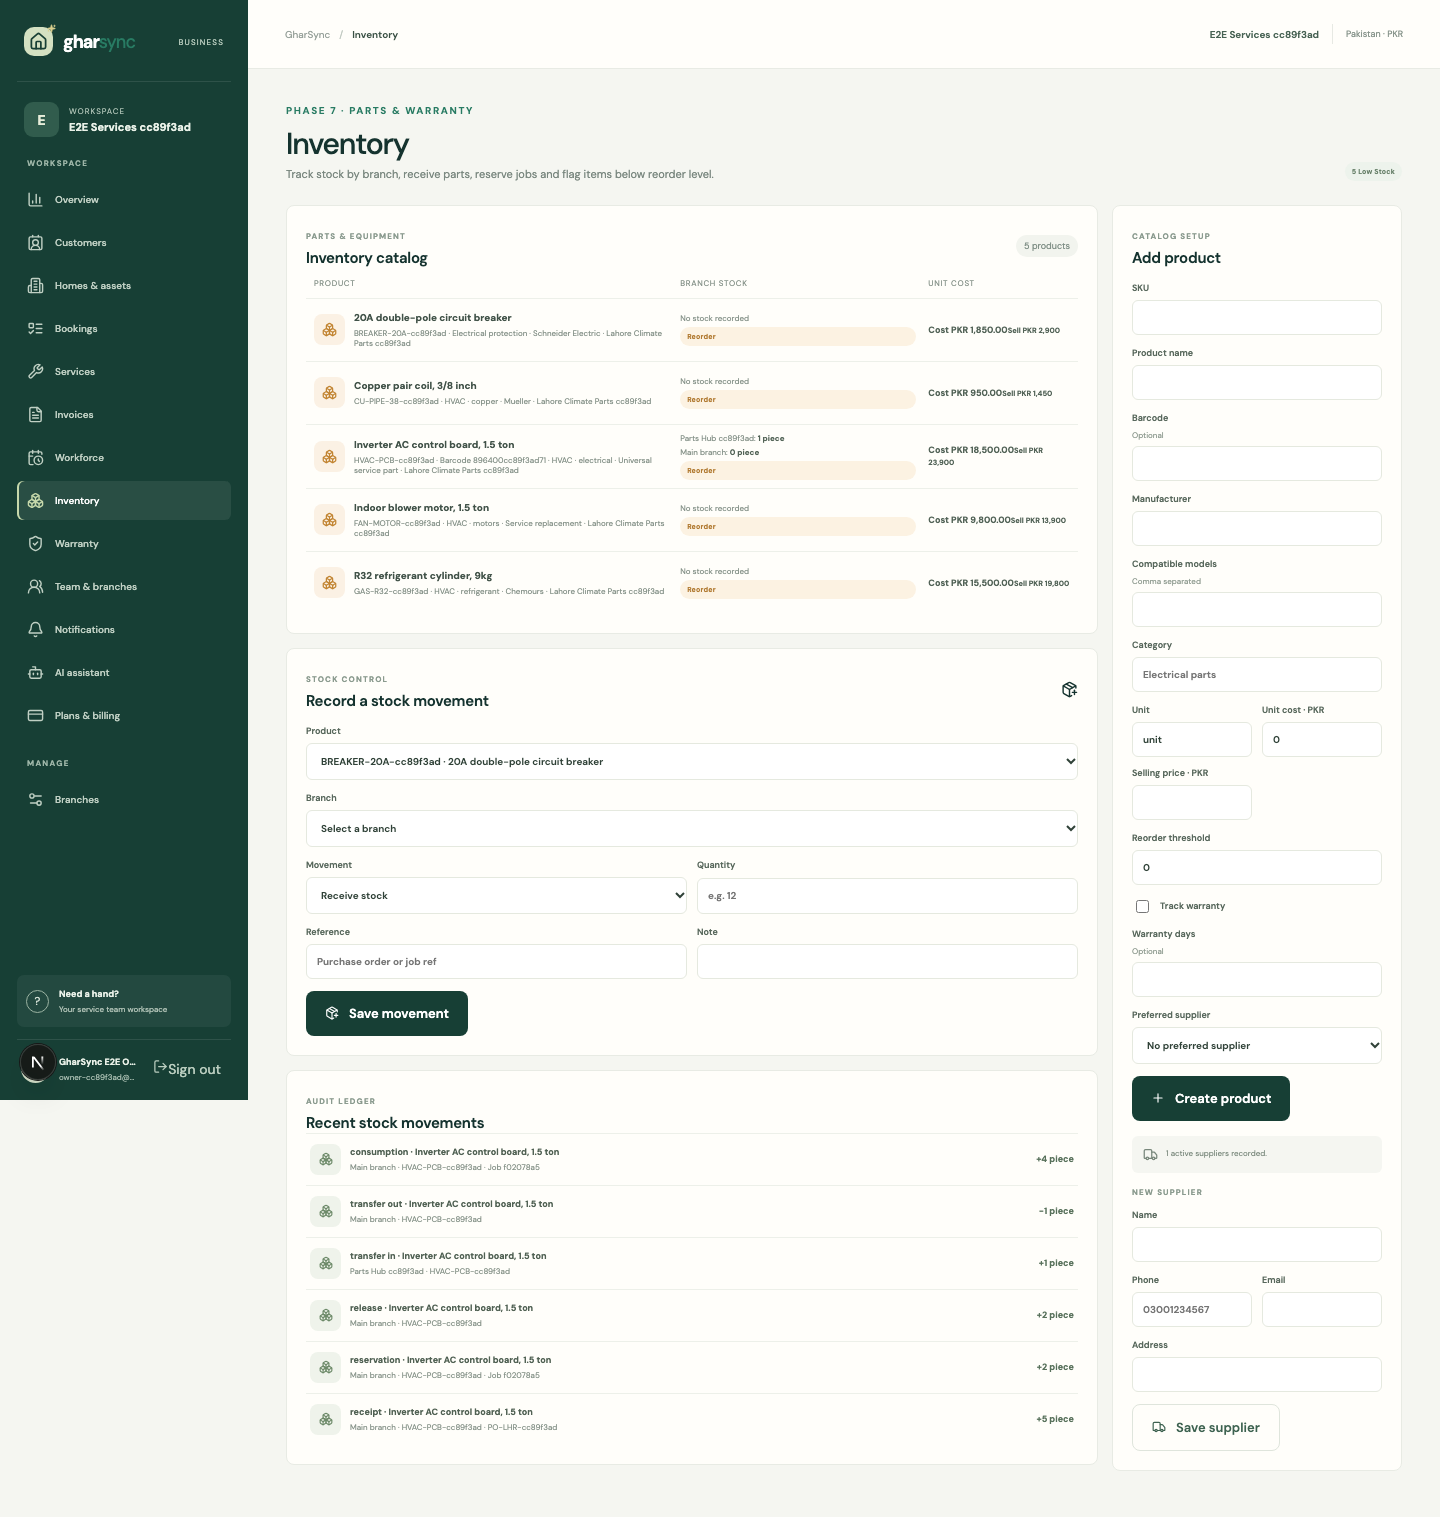 gharsync
BUSINESS
E
WORKSPACE
E2E Services cc89f3ad
WORKSPACE
Overview
Customers
Homes & assets
Bookings
Services
Invoices
Workforce
Inventory
Warranty
Team & branches
Notifications
AI assistant
Plans & billing
MANAGE
Branches
?
Need a hand?
Your service team workspace
N
GharSync E2E O...
owner-cc89f3ad@...
Sign out
GharSync / Inventory
E2E Services cc89f3ad
Pakistan · PKR
PHASE 7 · PARTS & WARRANTY
Inventory
Track stock by branch, receive parts, reserve jobs and flag items below reorder level.
5 Low Stock
PARTS & EQUIPMENT
Inventory catalog
5 products
PRODUCT
BRANCH STOCK
UNIT COST
20A double-pole circuit breaker
BREAKER-20A-cc89f3ad · Electrical protection · Schneider Electric · Lahore Climate
Parts cc89f3ad
No stock recorded
Reorder
Cost PKR 1,850.00Sell PKR 2,900
Copper pair coil, 3/8 inch
CU-PIPE-38-cc89f3ad · HVAC · copper · Mueller · Lahore Climate Parts cc89f3ad
No stock recorded
Reorder
Cost PKR 950.00Sell PKR 1,450
Inverter AC control board, 1.5 ton
HVAC-PCB-cc89f3ad · Barcode 896400cc89f3ad71 · HVAC · electrical · Universal
service part · Lahore Climate Parts cc89f3ad
Parts Hub cc89f3ad: 1 piece
Main branch: 0 piece
Reorder
Cost PKR 18,500.00Sell PKR
23,900
Indoor blower motor, 1.5 ton
FAN-MOTOR-cc89f3ad · HVAC · motors · Service replacement · Lahore Climate Parts
cc89f3ad
No stock recorded
Reorder
Cost PKR 9,800.00Sell PKR 13,900
R32 refrigerant cylinder, 9kg
GAS-R32-cc89f3ad · HVAC · refrigerant · Chemours · Lahore Climate Parts cc89f3ad
No stock recorded
Reorder
Cost PKR 15,500.00Sell PKR 19,800
STOCK CONTROL
Record a stock movement
Product
BREAKER-20A-cc89f3ad · 20A double-pole circuit breaker
Branch
Select a branch
Movement
Quantity
Receive stock
e.g. 12
Reference
Note
Purchase order or job ref
Save movement
AUDIT LEDGER
Recent stock movements
consumption · Inverter AC control board, 1.5 ton
Main branch · HVAC-PCB-cc89f3ad · Job f02078a5
+4 piece
transfer out · Inverter AC control board, 1.5 ton
Main branch · HVAC-PCB-cc89f3ad
-1 piece
transfer in · Inverter AC control board, 1.5 ton
Parts Hub cc89f3ad · HVAC-PCB-cc89f3ad
+1 piece
release · Inverter AC control board, 1.5 ton
Main branch · HVAC-PCB-cc89f3ad
+2 piece
reservation · Inverter AC control board, 1.5 ton
Main branch · HVAC-PCB-cc89f3ad · Job f02078a5
+2 piece
receipt · Inverter AC control board, 1.5 ton
Main branch · HVAC-PCB-cc89f3ad · PO-LHR-cc89f3ad
+5 piece
CATALOG SETUP
Add product
SKU
Product name
Barcode
Optional
Manufacturer
Compatible models
Comma separated
Category
Electrical parts
Unit
Unit cost · PKR
unit
0
Selling price · PKR
Reorder threshold
0
Track warranty
Warranty days
Optional
Preferred supplier
No preferred supplier
Create product
1 active suppliers recorded.
NEW SUPPLIER
Name
Phone
Email
03001234567
Address
Save supplier